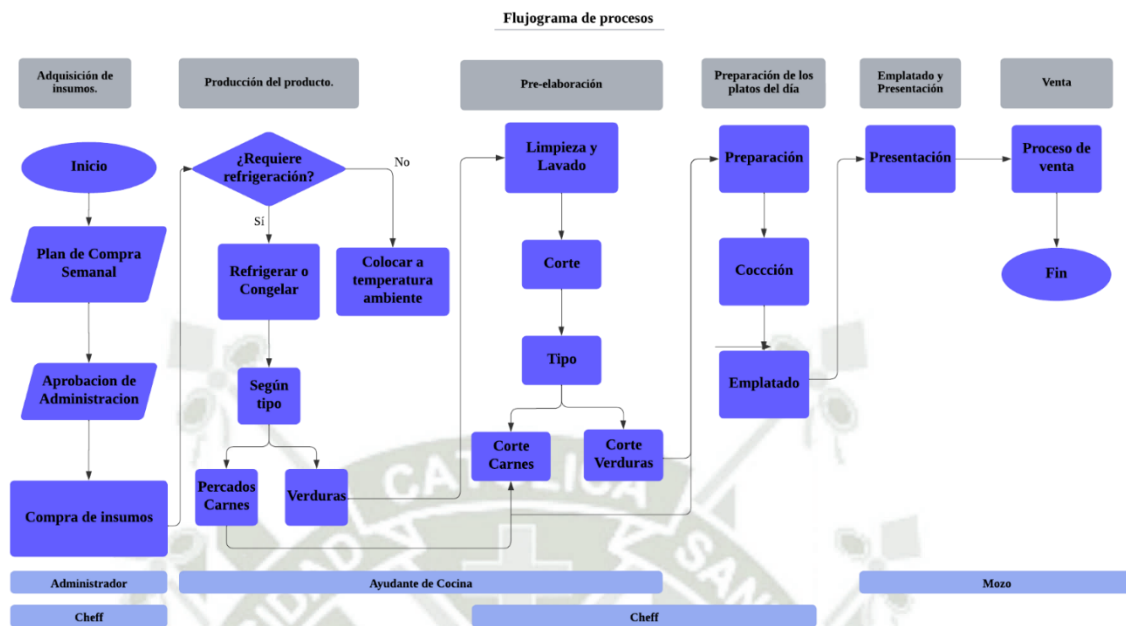 Flujograma de procesos
Adquisición de
insumos.
Producción del producto.
Pre-elaboración
Preparación de los
platos del día
Emplatado y
Presentación
Venta
Inicio
Plan de Compra
Semanal
Aprobacion de
Administracion
Compra de insumos
¿Requiere
refrigeración?
No
Sí
Refrigerar o
Congelar
Colocar a
temperatura
ambiente
Según
tipo
Percados
Carnes
Verduras
Limpieza y
Lavado
Corte
Tipo
Corte
Carnes
Corte
Verduras
Preparación
Coccción
Emplatado
Presentación
Proceso de
venta
Fin
Administrador
Ayudante de Cocina
Mozo
Cheff
Cheff
CATOLICA
SAN
IDAD